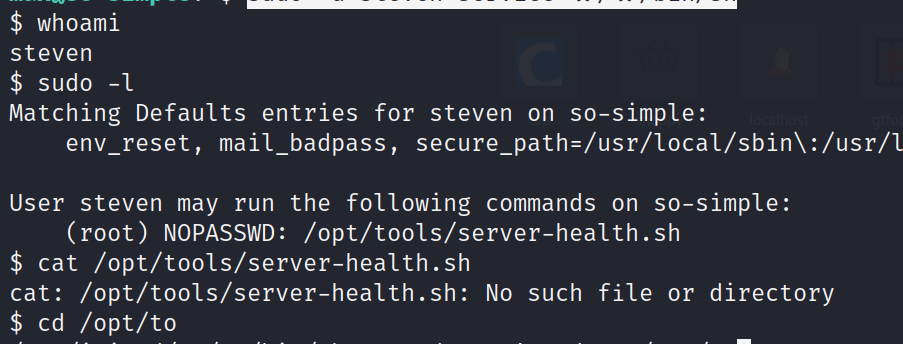 $ whoami
steven
$ sudo -l
Matching Defaults entries for steven on so-simple:
    env_reset, mail_badpass, secure_path=/usr/local/sbin\:/usr/l
localhost
User steven may run the following commands on so-simple:
    (root) NOPASSWD: /opt/tools/server-health.sh
$ cat /opt/tools/server-health.sh
cat: /opt/tools/server-health.sh: No such file or directory
$ cd /opt/to